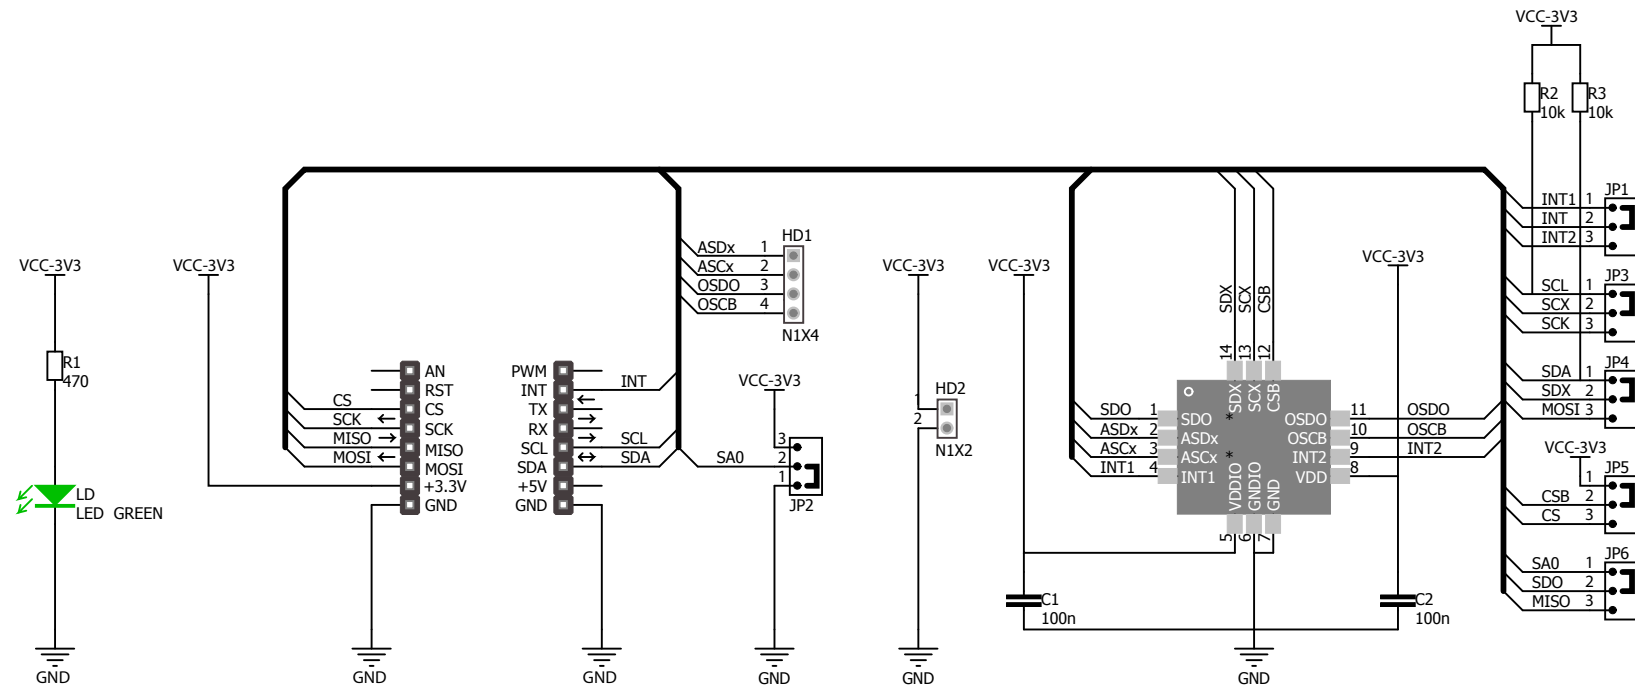 VCC-3V3
R2
10k
R3
10k
INT1 1
INT 2
INT2 3
JP1
SCL 1
SCX 2
SCK 3
JP3
SDA 1
SDX 2
MOSI 3
JP4
VCC-3V3
1
CSB 2
CS 3
JP5
SA0 1
SDO 2
MISO 3
JP6
VCC-3V3
R1
470
LD
LED GREEN
GND
VCC-3V3
CS
SCK
MISO
MOSI
AN
RST
CS
SCK
MISO
MOSI
+3.3V
GND
GND
PWM
INT
TX
RX
SCL
SDA
+5V
GND
INT
SCL
SDA
GND
ASDx 1
ASCx 2
OSDO 3
OSCB 4
HD1
N1X4
VCC-3V3
3
SA0 2
1
JP2
GND
VCC-3V3
1
2
HD2
N1X2
GND
VCC-3V3
SDX
SCX
CSB
14
13
12
SDX
SCX
CSB
SDO 1
ASDx 2
ASCx 3
INT1 4
SDO
ASDx
ASCx
INT1
*
*
OSDO
OSCB
INT2
VDD
11 OSDO
10 OSCB
9 INT2
8
VDDIO
GNDIO
GND
5
6
7
C1
100n
VCC-3V3
C2
100n
GND